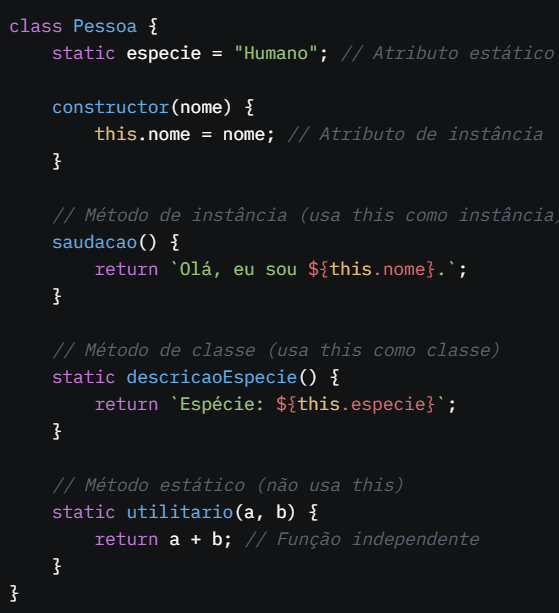 class Pessoa {
    static especie = "Humano"; // Atributo estático

    constructor(nome) {
        this.nome = nome; // Atributo de instância
    }

    // Método de instância (usa this como instância)
    saudacao() {
        return `Olá, eu sou ${this.nome}.`;
    }

    // Método de classe (usa this como classe)
    static descricaoEspecie() {
        return `Espécie: ${this.especie}`;
    }

    // Método estático (não usa this)
    static utilitario(a, b) {
        return a + b; // Função independente
    }
}